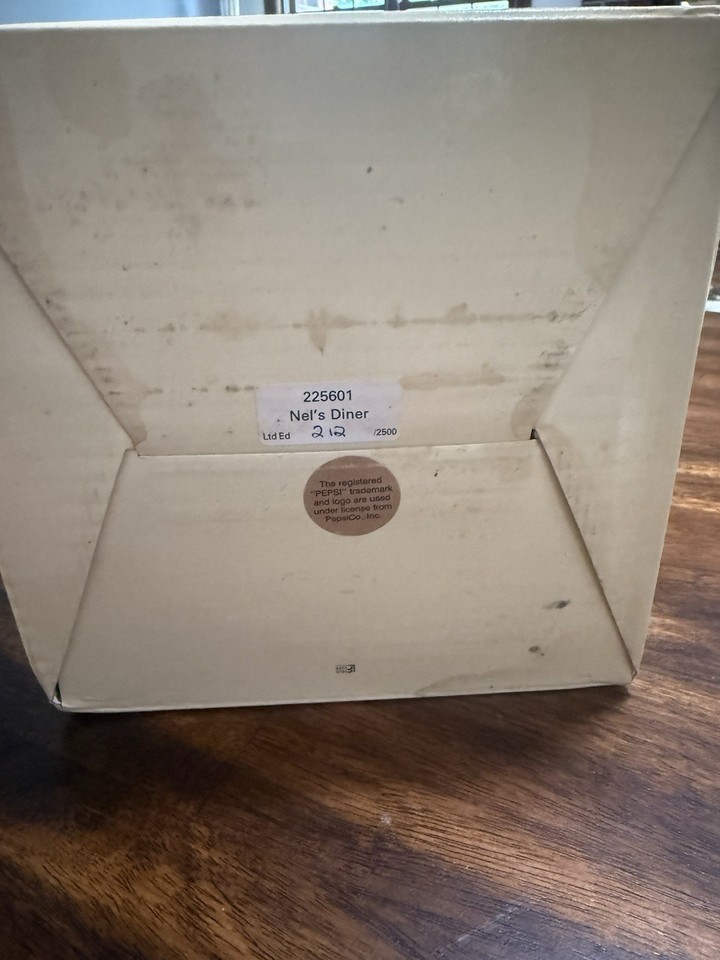 225601
Nel's Diner
Ltd Ed 212 /2500
The registered
"PEPSI" trademark
and logo are used
under license from
PepsiCo., Inc.